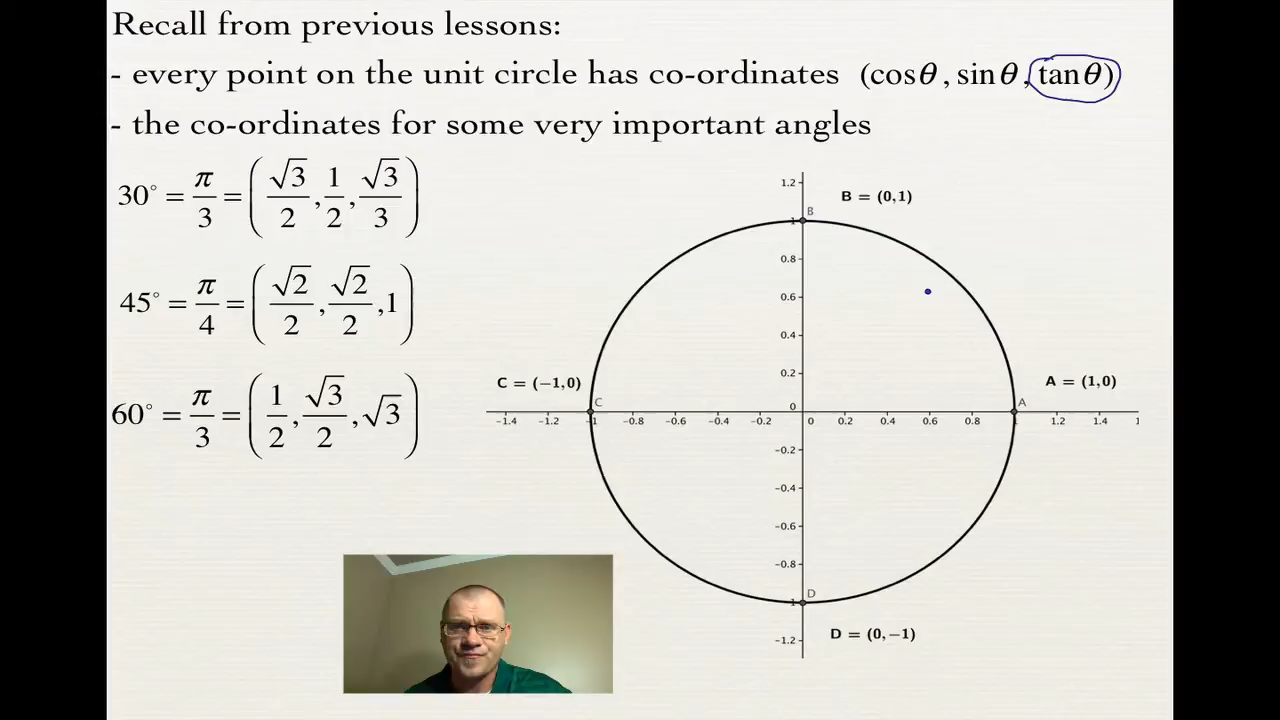 Recall from previous lessons:
- every point on the unit circle has co-ordinates (cosθ, sinθ, tanθ)
- the co-ordinates for some very important angles
30° = π/3 = (√3/2, 1/2, √3/3)
45° = π/4 = (√2/2, √2/2, 1)
60° = π/3 = (1/2, √3/2, √3)
1.2
B = (0,1)
B
1
0.8
0.6
0.4
0.2
C = (−1,0)
A = (1,0)
0
C
A
−1.4 −1.2 −1 −0.8 −0.6 −0.4 −0.2 0 0.2 0.4 0.6 0.8 1 1.2 1.4 1
−0.2
−0.4
−0.6
−0.8
D
−1
D = (0,−1)
−1.2